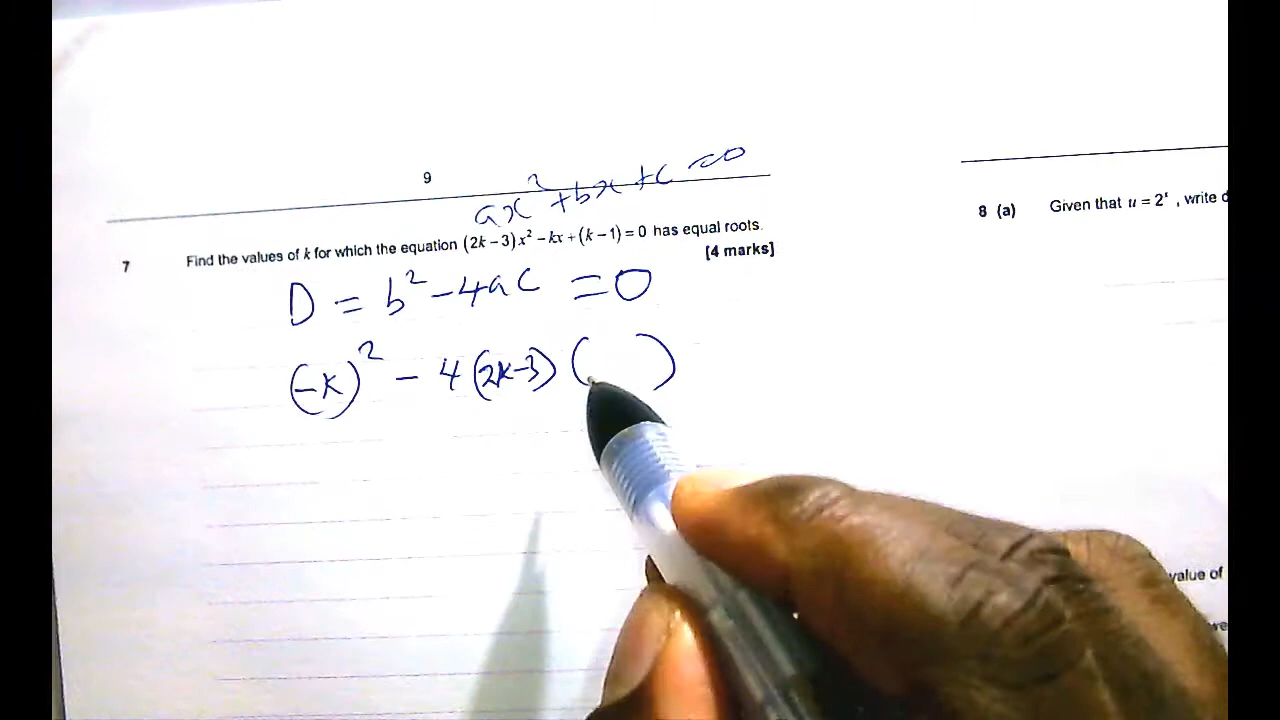 9
ax² + bx + c = 0
7 Find the values of k for which the equation (2k − 3)x² − kx + (k − 1) = 0 has equal roots.
[4 marks]
D = b² − 4ac = 0
(−k)² − 4(2k−3)( )
8 (a) Given that u = 2ˣ , write
value of